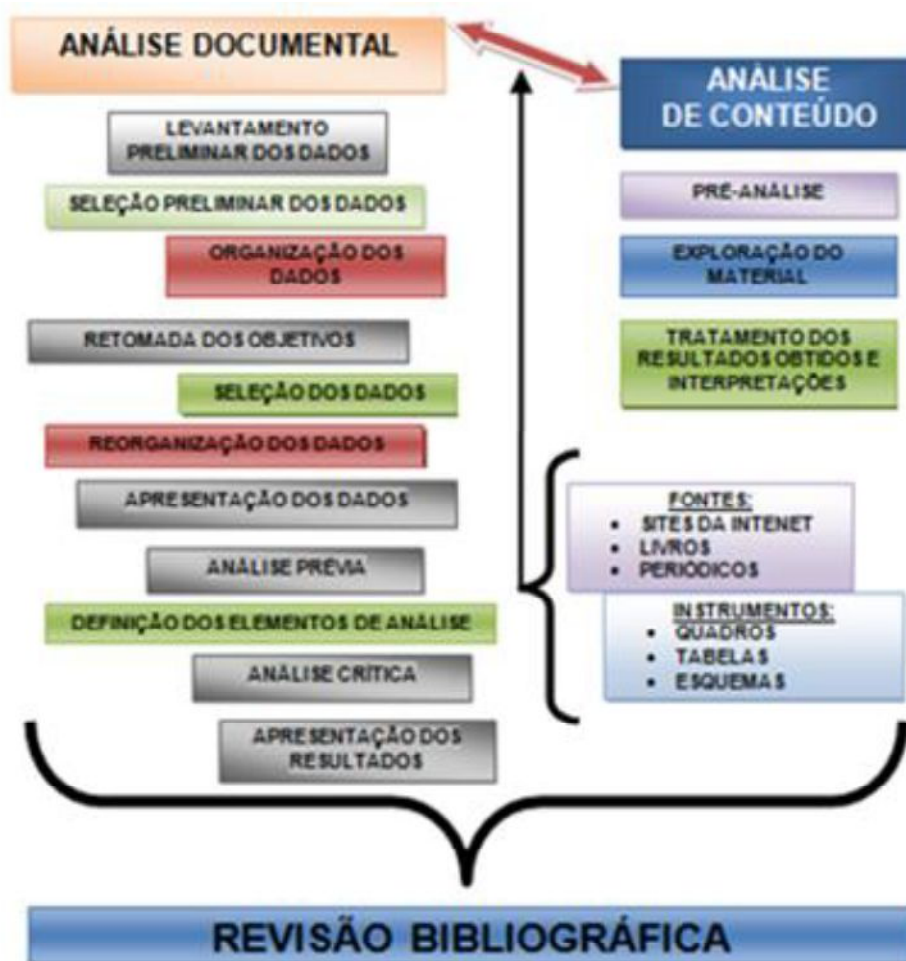 ANÁLISE DOCUMENTAL
LEVANTAMENTO
PRELIMINAR DOS DADOS
SELEÇÃO PRELIMINAR DOS DADOS
ORGANIZAÇÃO DOS
DADOS
RETOMADA DOS OBJETIVOS
SELEÇÃO DOS DADOS
REORGANIZAÇÃO DOS DADOS
APRESENTAÇÃO DOS DADOS
ANÁLISE PRÉVIA
DEFINIÇÃO DOS ELEMENTOS DE ANÁLISE
ANÁLISE CRÍTICA
APRESENTAÇÃO DOS
RESULTADOS
ANÁLISE
DE CONTEÚDO
PRÉ-ANÁLISE
EXPLORAÇÃO DO
MATERIAL
TRATAMENTO DOS
RESULTADOS OBTIDOS E
INTERPRETAÇÕES
FONTES:
• SITES DA INTENET
• LIVROS
• PERIÓDICOS
INSTRUMENTOS:
• QUADROS
• TABELAS
• ESQUEMAS
REVISÃO BIBLIOGRÁFICA